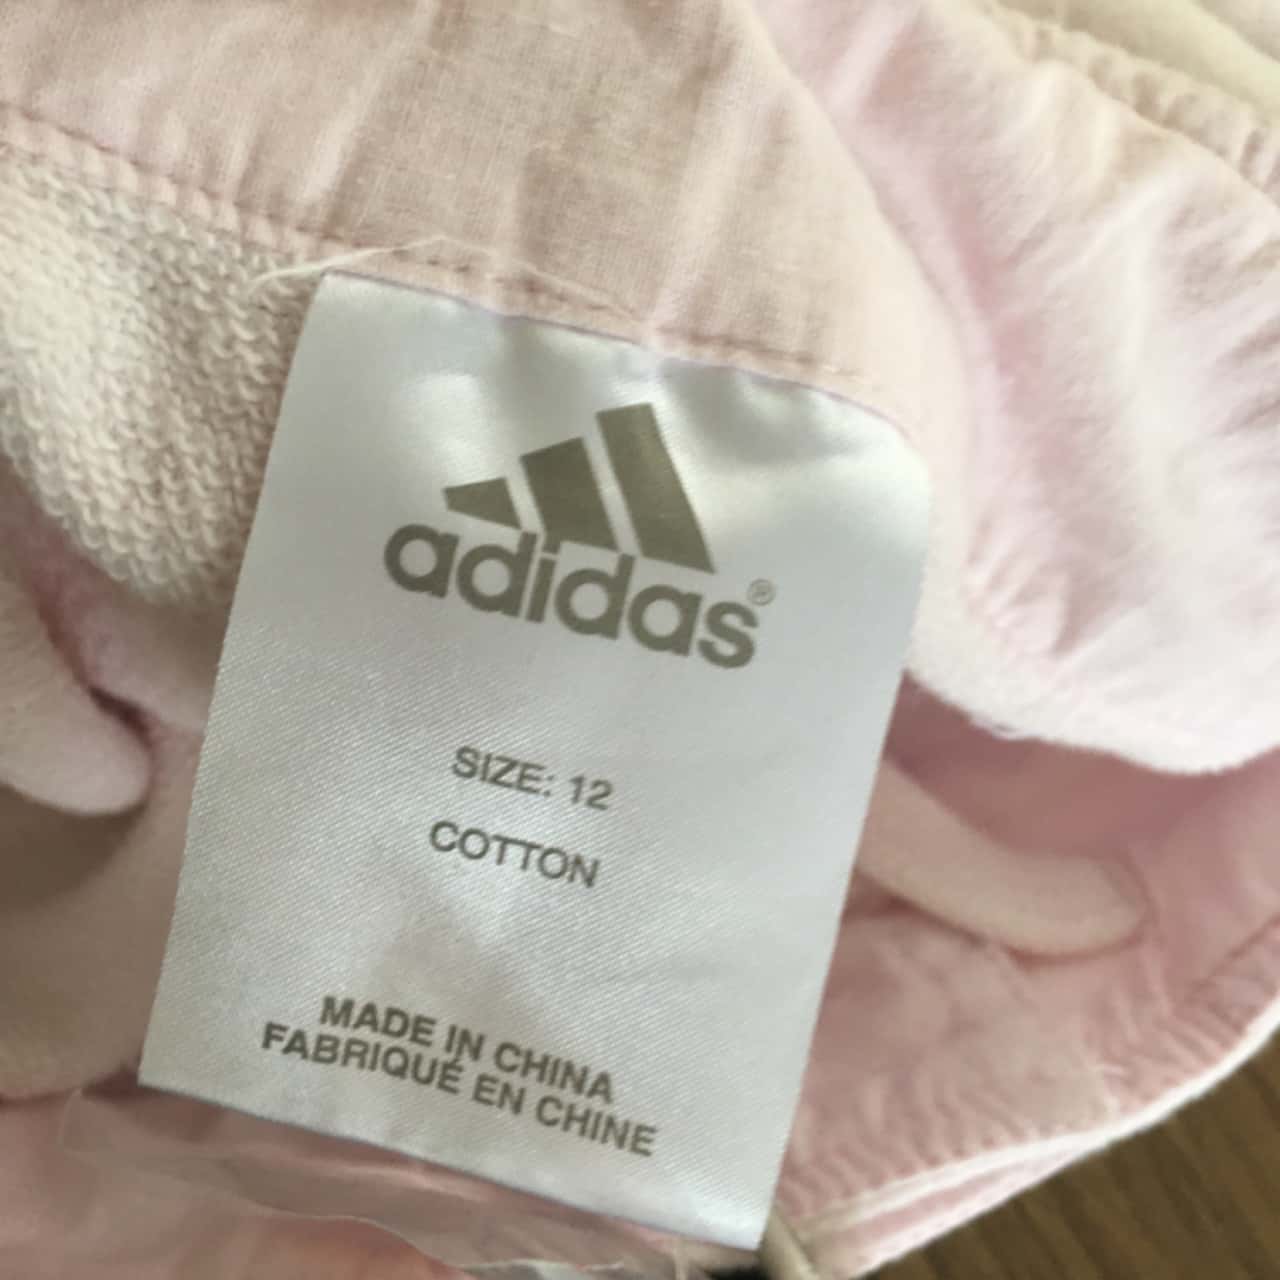 adidas®
SIZE: 12
COTTON
MADE IN CHINA
FABRIQUÉ EN CHINE